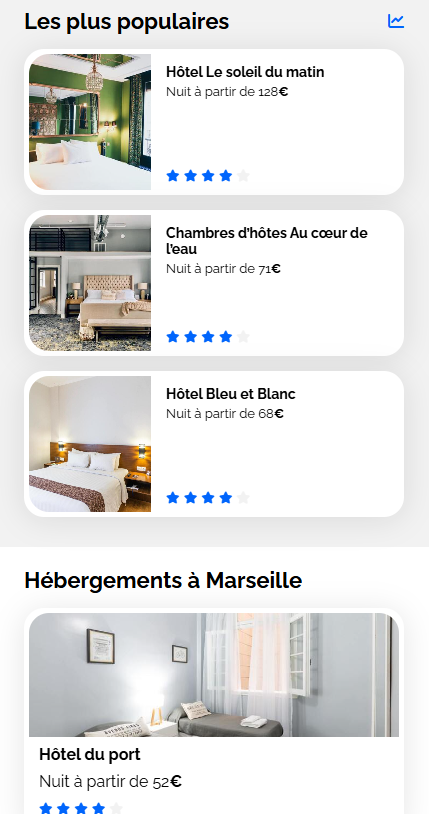 Les plus populaires
Hôtel Le soleil du matin
Nuit à partir de 128€
Chambres d'hôtes Au cœur de
l'eau
Nuit à partir de 71€
Hôtel Bleu et Blanc
Nuit à partir de 68€
Hébergements à Marseille
Hôtel du port
Nuit à partir de 52€